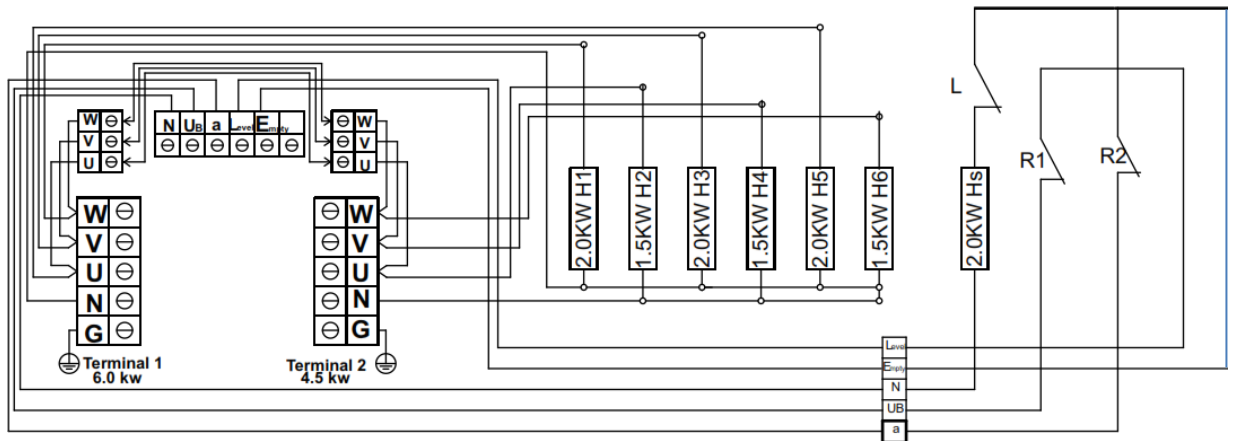 W
V
U
N UB a Level Empty
W
V
U
W
V
U
N
G
Terminal 1
6.0 kw
W
V
U
N
G
Terminal 2
4.5 kw
2.0KW H1
1.5KW H2
2.0KW H3
1.5KW H4
2.0KW H5
1.5KW H6
2.0KW Hs
L
R1
R2
Level
Empty
N
UB
a